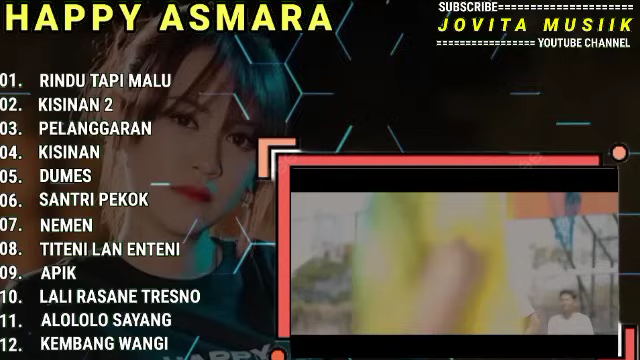 HAPPY ASMARA
SUBSCRIBE=====================
JOVITA MUSIIK
=============== YOUTUBE CHANNEL
01. RINDU TAPI MALU
02. KISINAN 2
03. PELANGGARAN
04. KISINAN
05. DUMES
06. SANTRI PEKOK
07. NEMEN
08. TITENI LAN ENTENI
09. APIK
10. LALI RASANE TRESNO
11. ALOLOLO SAYANG
12. KEMBANG WANGI
HAPPY